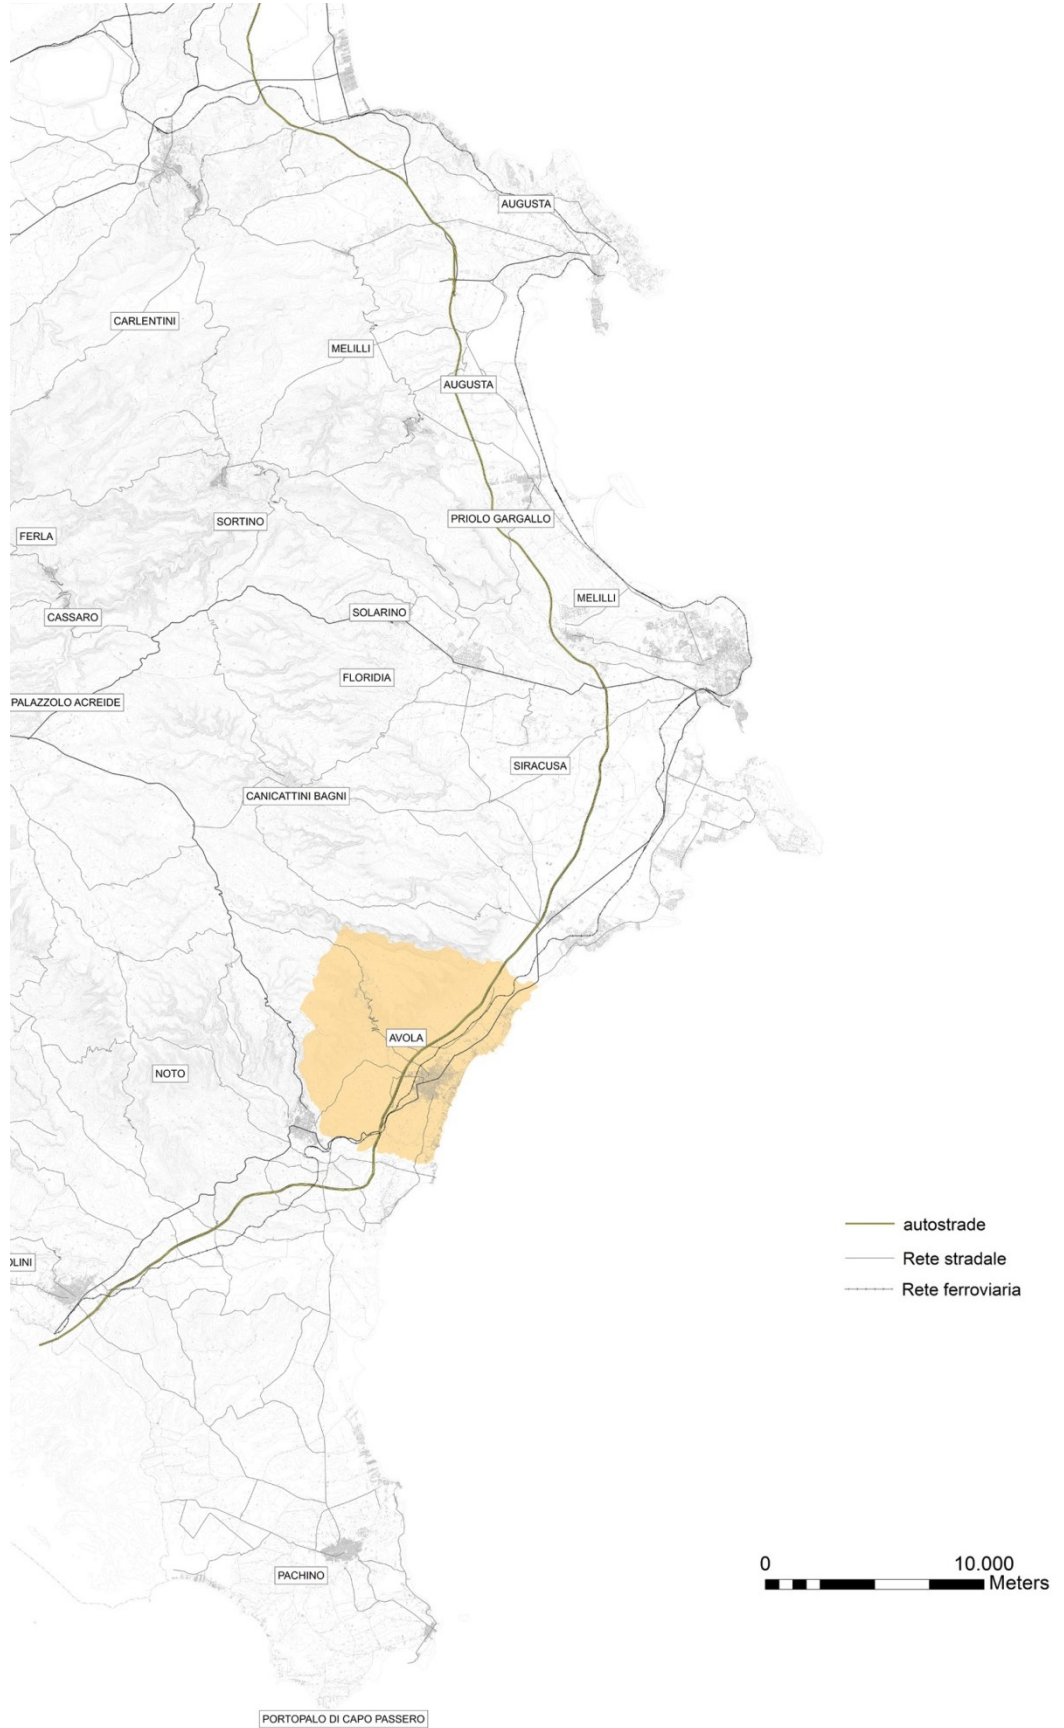 AUGUSTA
CARLENTINI
MELILLI
AUGUSTA
PRIOLO GARGALLO
SORTINO
FERLA
MELILLI
SOLARINO
CASSARO
FLORIDIA
PALAZZOLO ACREIDE
SIRACUSA
CANICATTINI BAGNI
AVOLA
NOTO
autostrade
OLINI
Rete stradale
Rete ferroviaria
0 10.000
Meters
PACHINO
PORTOPALO DI CAPO PASSERO